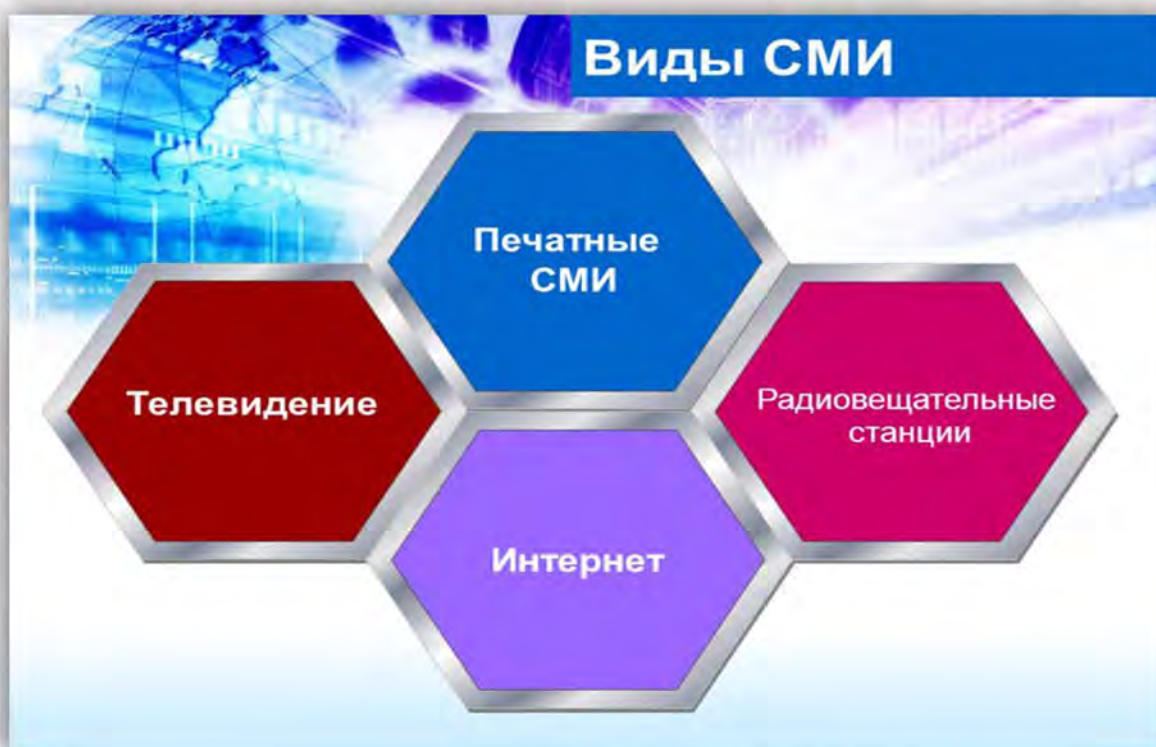 Виды СМИ
Печатные
СМИ
Телевидение
Радиовещательные
станции
Интернет